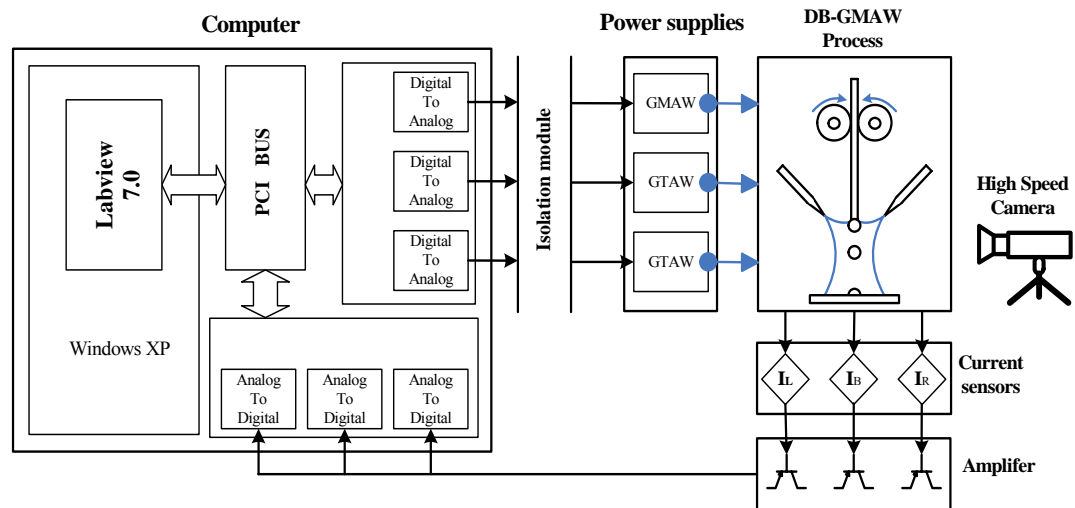 Computer
Power supplies
DB-GMAW
Process
Labview
7.0
Windows XP
PCI BUS
Digital
To
Analog
Digital
To
Analog
Digital
To
Analog
Isolation module
GMAW
GTAW
GTAW
High Speed
Camera
Analog
To
Digital
Analog
To
Digital
Analog
To
Digital
IL
IB
IR
Current
sensors
Amplifer